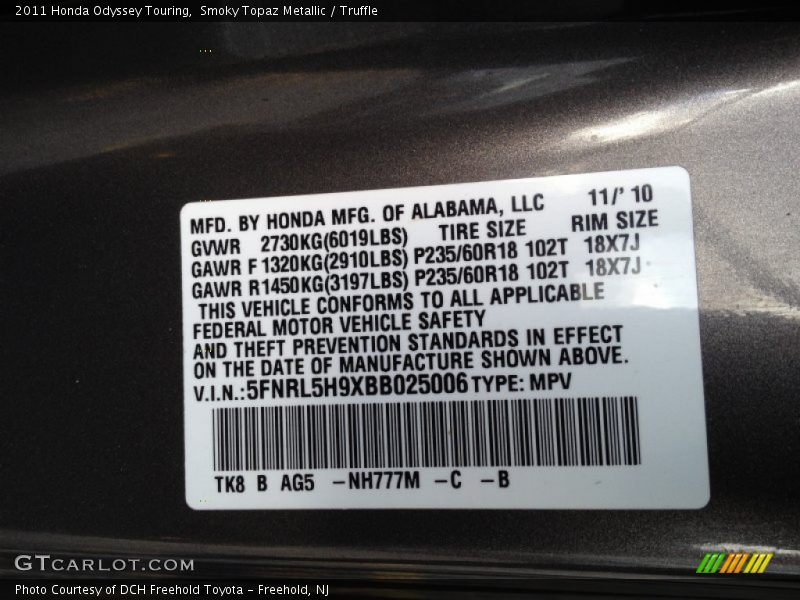 2011 Honda Odyssey Touring, Smoky Topaz Metallic / Truffle
MFD. BY HONDA MFG. OF ALABAMA, LLC 11/' 10
GVWR 2730KG(6019LBS) TIRE SIZE RIM SIZE
GAWR F 1320KG(2910LBS) P235/60R18 102T 18X7J
GAWR R 1450KG(3197LBS) P235/60R18 102T 18X7J
THIS VEHICLE CONFORMS TO ALL APPLICABLE
FEDERAL MOTOR VEHICLE SAFETY
AND THEFT PREVENTION STANDARDS IN EFFECT
ON THE DATE OF MANUFACTURE SHOWN ABOVE.
V.I.N.:5FNRL5H9XBB025006 TYPE: MPV
TK8 B AG5 -NH777M -C -B
GTCARLOT.COM
Photo Courtesy of DCH Freehold Toyota - Freehold, NJ